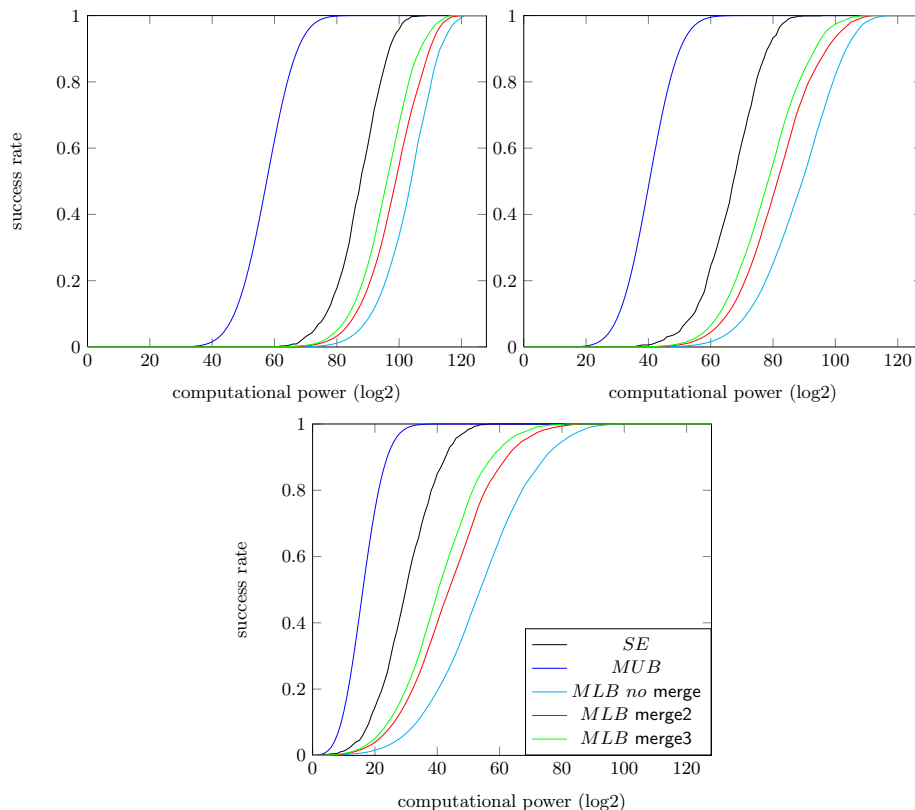 1
0.8
0.6
0.4
0.2
0
success rate
0 20 40 60 80 100 120
computational power (log2)
1
0.8
0.6
0.4
0.2
0
0 20 40 60 80 100 120
computational power (log2)
1
0.8
0.6
0.4
0.2
0
success rate
0 20 40 60 80 100 120
computational power (log2)
SE
MUB
MLB no merge
MLB merge2
MLB merge3